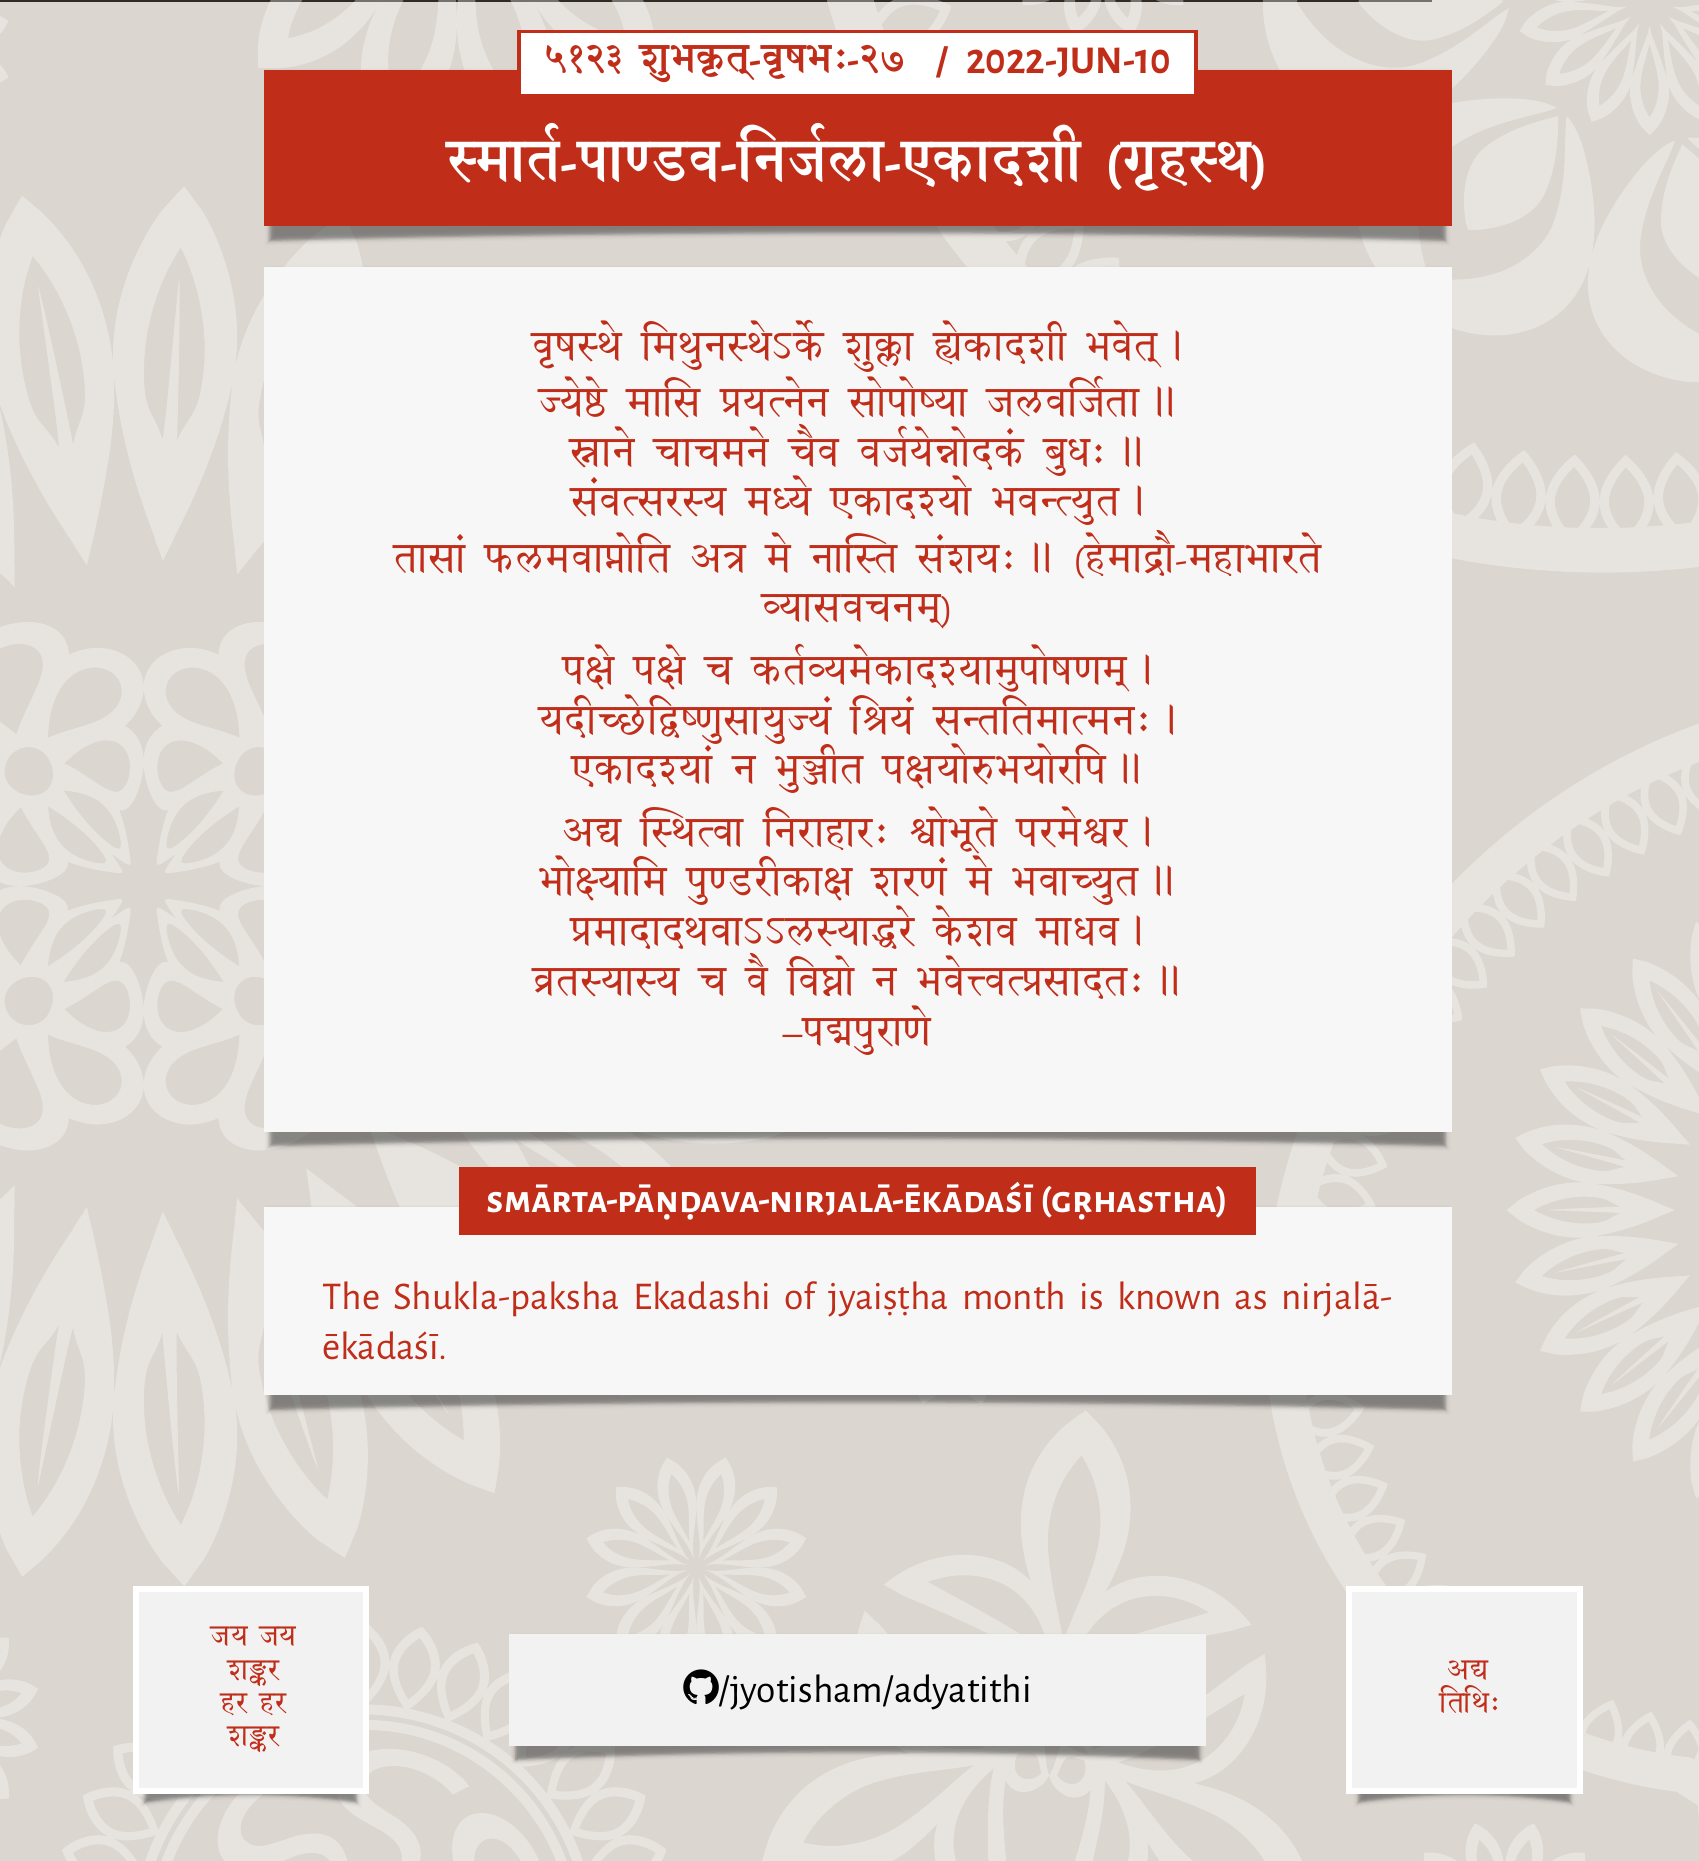 ५१२३ शुभकृत्-वृषभः-२७ / 2022-JUN-10
स्मार्त-पाण्डव-निर्जला-एकादशी (गृहस्थ)
वृषस्थे मिथुनस्थेऽर्के शुक्ला ह्येकादशी भवेत्।
ज्येष्ठे मासि प्रयत्नेन सोपोष्या जलवर्जिता॥
स्नाने चाचमने चैव वर्जयेन्नोदकं बुधः॥
संवत्सरस्य मध्ये एकादश्यो भवन्त्युत।
तासां फलमवाप्नोति अत्र मे नास्ति संशयः॥ (हेमाद्रौ-महाभारते
व्यासवचनम्)
पक्षे पक्षे च कर्तव्यमेकादश्यामुपोषणम्।
यदीच्छेद्विष्णुसायुज्यं श्रियं सन्ततिमात्मनः।
एकादश्यां न भुञ्जीत पक्षयोरुभयोरपि॥
अद्य स्थित्वा निराहारः श्वोभूते परमेश्वर।
भोक्ष्यामि पुण्डरीकाक्ष शरणं मे भवाच्युत॥
प्रमादादथवाऽऽलस्याद्धरे केशव माधव।
व्रतस्यास्य च वै विघ्नो न भवेत्त्वत्प्रसादतः॥
–पद्मपुराणे
SMĀRTA-PĀṆḌAVA-NIRJALĀ-ĒKĀDAŚĪ (GṚHASTHA)
The Shukla-paksha Ekadashi of jyaiṣṭha month is known as nirjalā-
ēkādaśī.
जय जय
शङ्कर
हर हर
शङ्कर
/jyotisham/adyatithi
अद्य
तिथिः